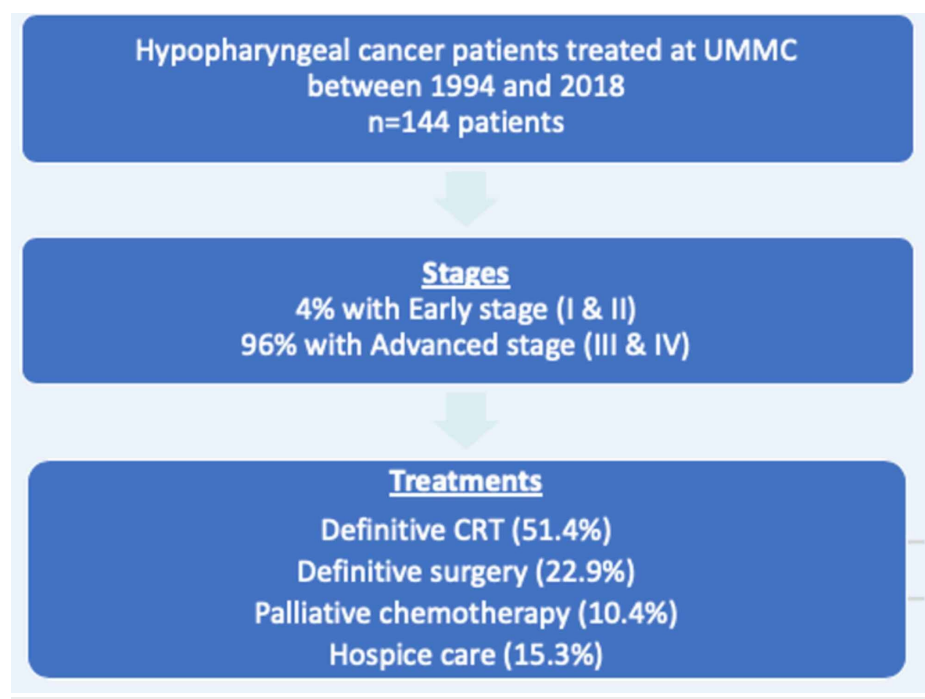 Hypopharyngeal cancer patients treated at UMMC
between 1994 and 2018
n=144 patients
Stages
4% with Early stage (I & II)
96% with Advanced stage (III & IV)
Treatments
Definitive CRT (51.4%)
Definitive surgery (22.9%)
Palliative chemotherapy (10.4%)
Hospice care (15.3%)